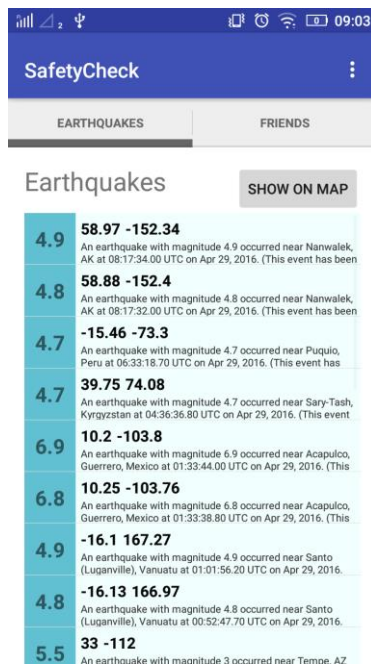 2 0 09:03
SafetyCheck
EARTHQUAKES FRIENDS
Earthquakes SHOW ON MAP
4.9 58.97 -152.34
An earthquake with magnitude 4.9 occurred near Nanwalek,
AK at 08:17:34.00 UTC on Apr 29, 2016. (This event has been
4.8 58.88 -152.4
An earthquake with magnitude 4.8 occurred near Nanwalek,
AK at 08:17:32.00 UTC on Apr 29, 2016. (This event has been
4.7 -15.46 -73.3
An earthquake with magnitude 4.7 occurred near Puquio,
Peru at 06:33:18.70 UTC on Apr 29, 2016. (This event has
4.7 39.75 74.08
An earthquake with magnitude 4.7 occurred near Sary-Tash,
Kyrgyzstan at 04:36:36.80 UTC on Apr 29, 2016. (This event
6.9 10.2 -103.8
An earthquake with magnitude 6.9 occurred near Acapulco,
Guerrero, Mexico at 01:33:44.00 UTC on Apr 29, 2016. (This
6.8 10.25 -103.76
An earthquake with magnitude 6.8 occurred near Acapulco,
Guerrero, Mexico at 01:33:38.80 UTC on Apr 29, 2016. (This
4.9 -16.1 167.27
An earthquake with magnitude 4.9 occurred near Santo
(Luganville), Vanuatu at 01:01:56.20 UTC on Apr 29, 2016.
4.8 -16.13 166.97
An earthquake with magnitude 4.8 occurred near Santo
(Luganville), Vanuatu at 00:52:47.70 UTC on Apr 29, 2016.
5.5 33 -112
An earthquake with magnitude 3 occurred near Tempe, AZ